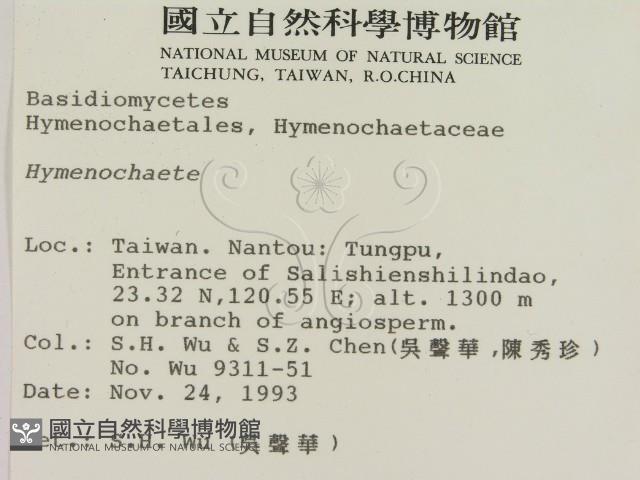 國立自然科學博物館
NATIONAL MUSEUM OF NATURAL SCIENCE
TAICHUNG, TAIWAN, R.O.CHINA
Basidiomycetes
Hymenochaetales, Hymenochaetaceae
Hymenochaete
Loc.: Taiwan. Nantou: Tungpu,
Entrance of Salishienshilindao,
23.32 N,120.55 E; alt. 1300 m
on branch of angiosperm.
Col.: S.H. Wu & S.Z. Chen(吳聲華,陳秀珍)
No. Wu 9311-51
Date: Nov. 24, 1993
Det.: S.H. Wu (吳聲華)
國立自然科學博物館
NATIONAL MUSEUM OF NATURAL SCIENCE